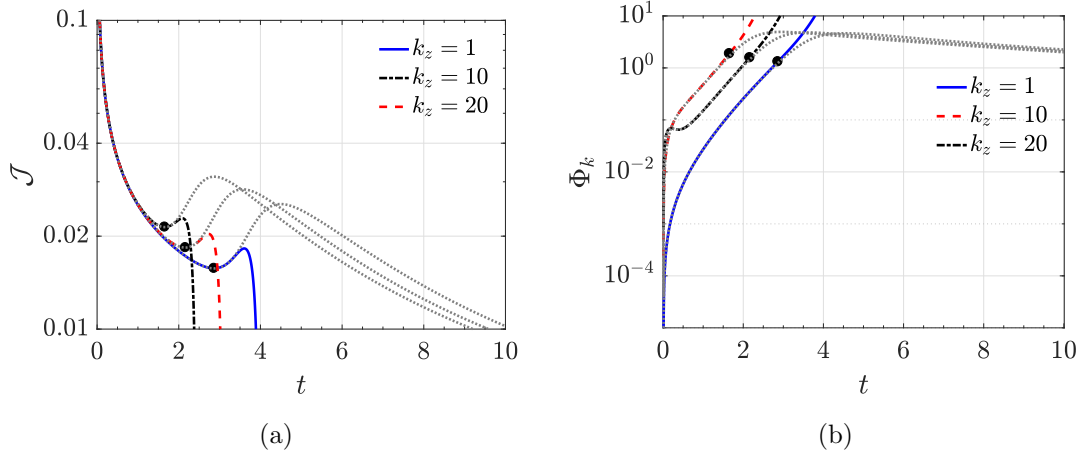 0.1
0.04
0.02
0.01
𝒥
0 2 4 6 8 10
t
k_z = 1
k_z = 10
k_z = 20
(a)
10^1
10^0
10^{-2}
10^{-4}
Φ_k
0 2 4 6 8 10
t
k_z = 1
k_z = 10
k_z = 20
(b)